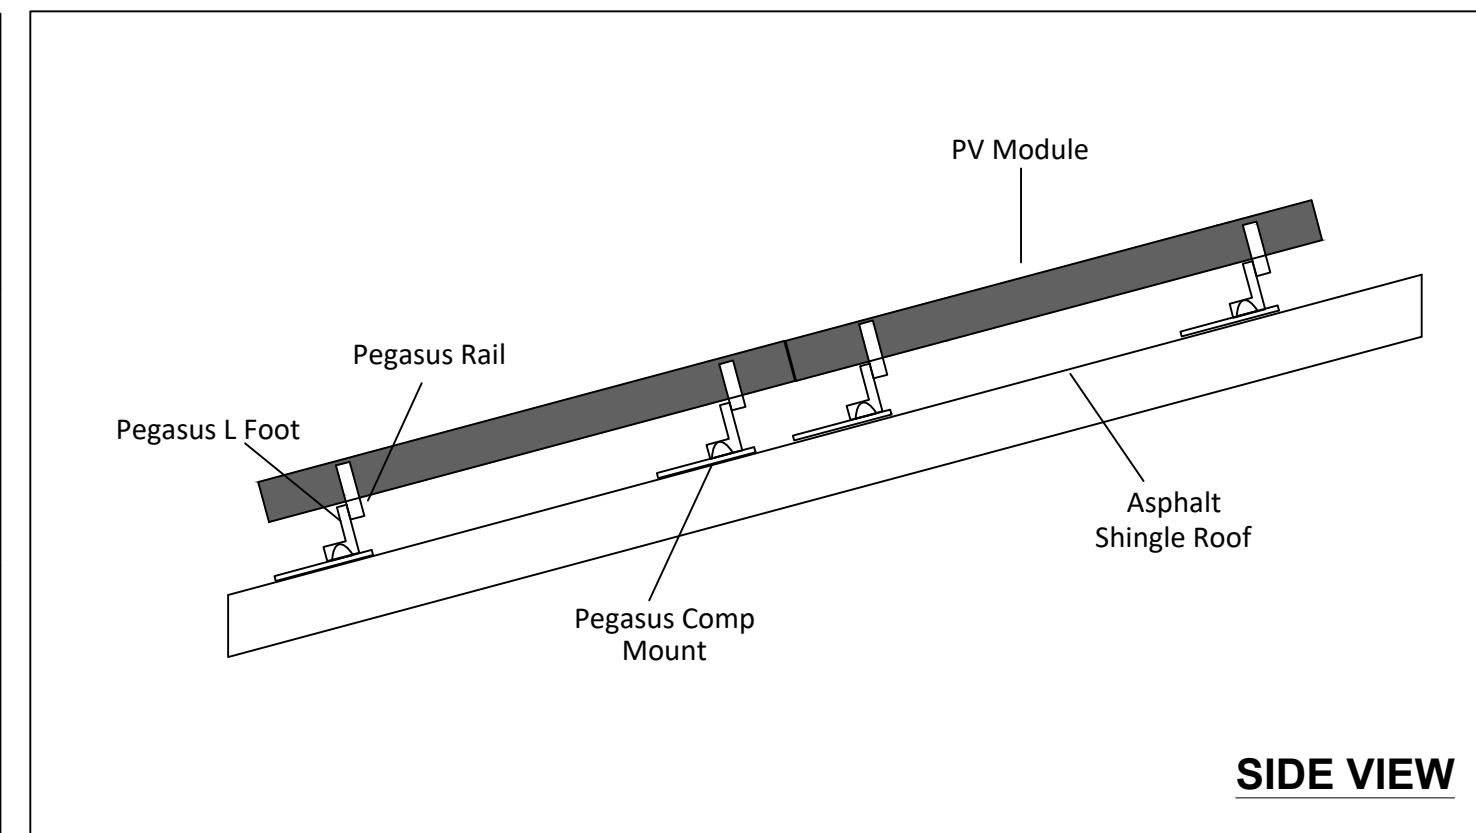 PV Module
Pegasus Rail
Pegasus L Foot
Asphalt
Shingle Roof
Pegasus Comp
Mount
SIDE VIEW